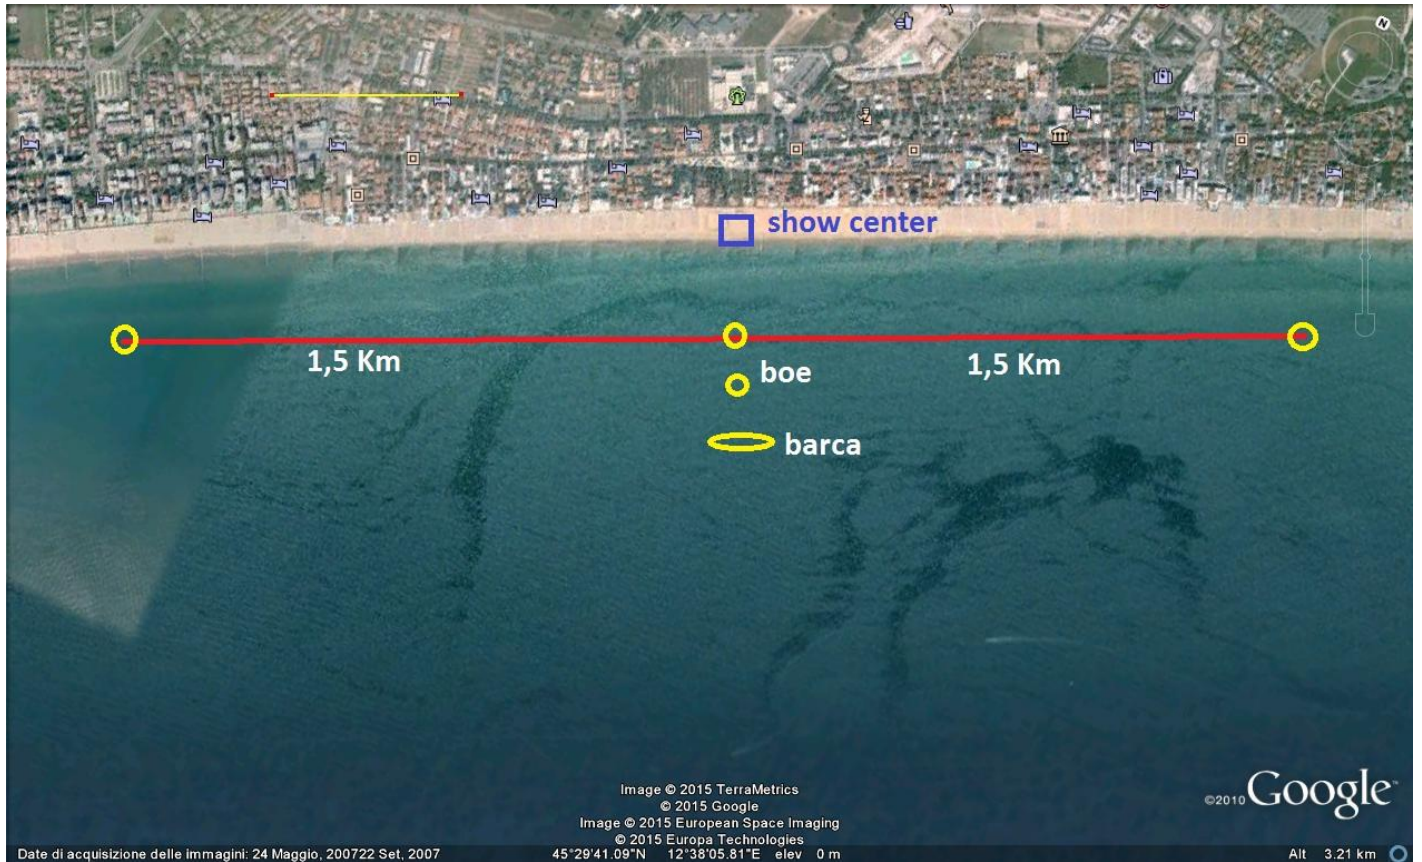 N
show center
1,5 Km
boe
1,5 Km
barca
Image © 2015 TerraMetrics
© 2015 Google
Image © 2015 European Space Imaging
© 2015 Europa Technologies
©2010 Google™
Date di acquisizione delle immagini: 24 Maggio, 200722 Set, 2007 45°29'41.09"N 12°38'05.81"E elev 0 m Alt 3.21 km